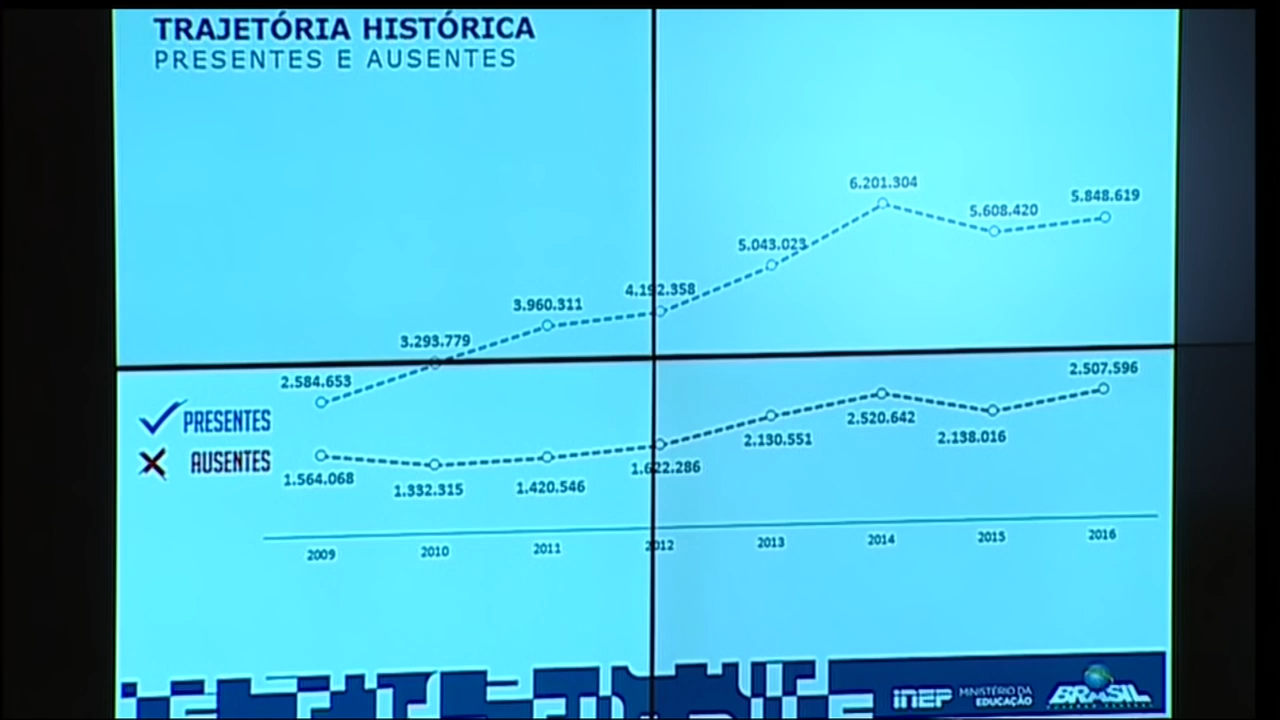 TRAJETÓRIA HISTÓRICA
PRESENTES E AUSENTES
6.201.304
5.848.619
5.608.420
5.043.023
4.192.358
3.960.311
3.293.779
2.584.653
2.507.596
PRESENTES
2.520.642
2.130.551
2.138.016
AUSENTES
1.564.068
1.332.315
1.420.546
1.622.286
2009
2010
2011
2012
2013
2014
2015
2016
INEP
MINISTÉRIO DA
EDUCAÇÃO
BRASIL
GOVERNO FEDERAL